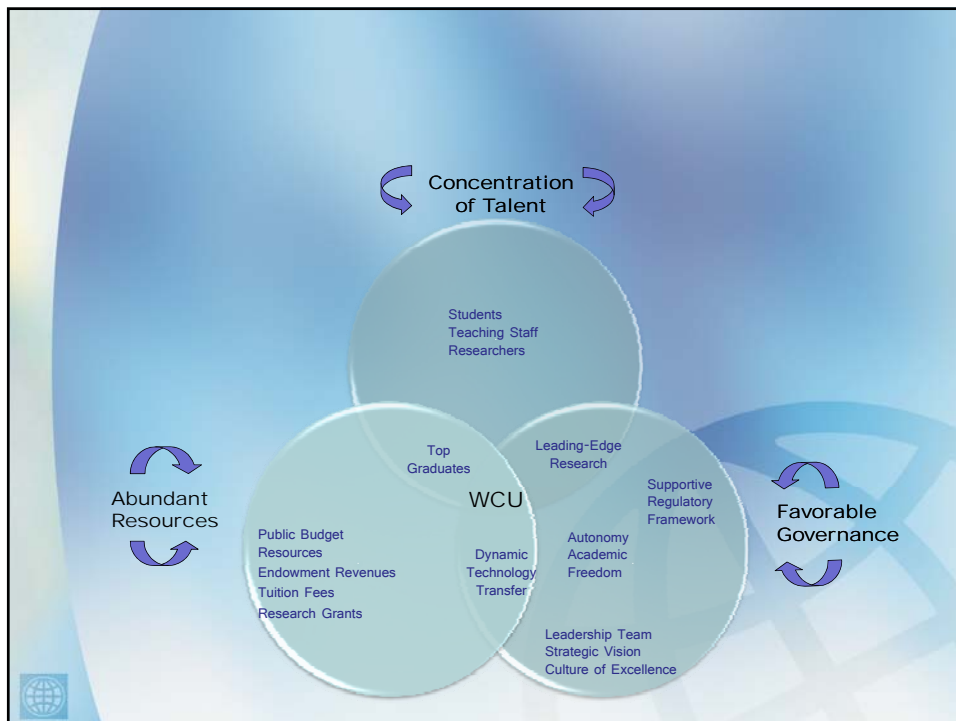 Concentration
of Talent
Students
Teaching Staff
Researchers
Top
Graduates
Leading-Edge
Research
WCU
Abundant
Resources
Public Budget
Resources
Endowment Revenues
Tuition Fees
Research Grants
Dynamic
Technology
Transfer
Autonomy
Academic
Freedom
Supportive
Regulatory
Framework
Leadership Team
Strategic Vision
Culture of Excellence
Favorable
Governance